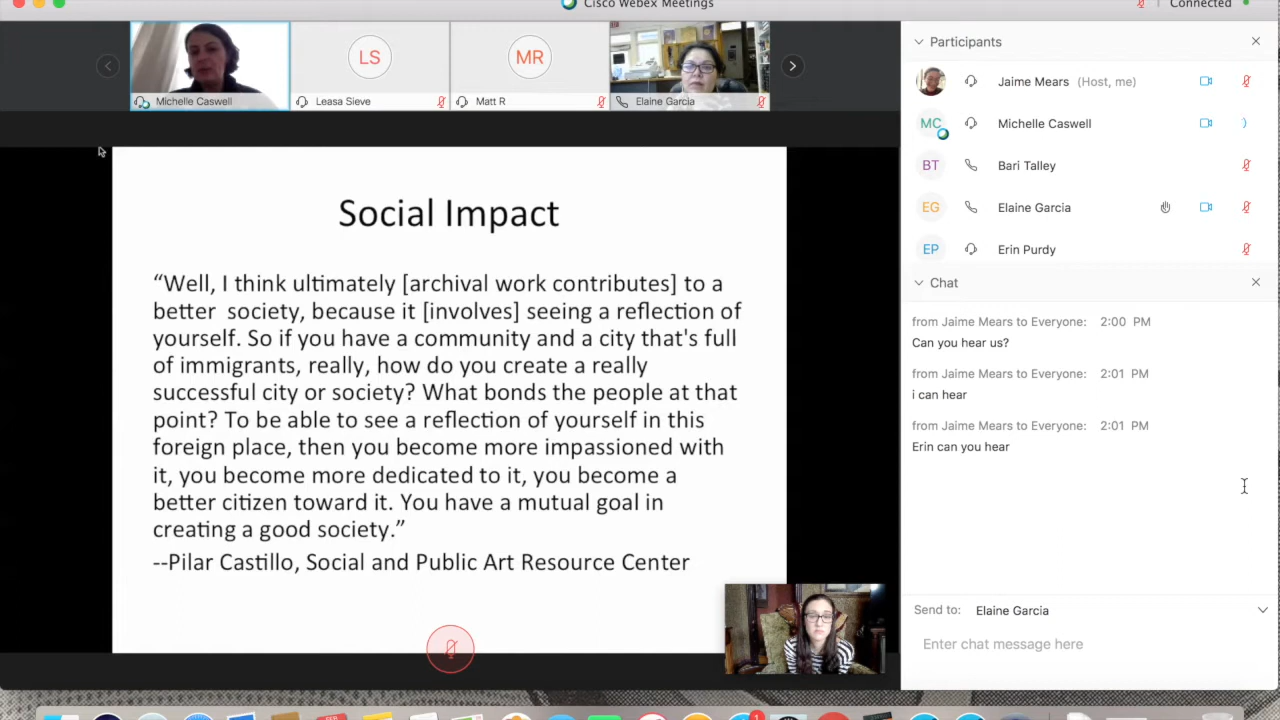 Cisco Webex Meetings
Connected
Michelle Caswell
LS
Leasa Sieve
MR
Matt R
Elaine Garcia
Social Impact
“Well, I think ultimately [archival work contributes] to a
better  society, because it [involves] seeing a reflection of
yourself. So if you have a community and a city that's full
of immigrants, really, how do you create a really
successful city or society? What bonds the people at that
point? To be able to see a reflection of yourself in this
foreign place, then you become more impassioned with
it, you become more dedicated to it, you become a
better citizen toward it. You have a mutual goal in
creating a good society.”
--Pilar Castillo, Social and Public Art Resource Center
Participants
Jaime Mears (Host, me)
MC Michelle Caswell
BT Bari Talley
EG Elaine Garcia
EP Erin Purdy
Chat
from Jaime Mears to Everyone: 2:00 PM
Can you hear us?
from Jaime Mears to Everyone: 2:01 PM
i can hear
from Jaime Mears to Everyone: 2:01 PM
Erin can you hear
Send to: Elaine Garcia
Enter chat message here
FEB
1